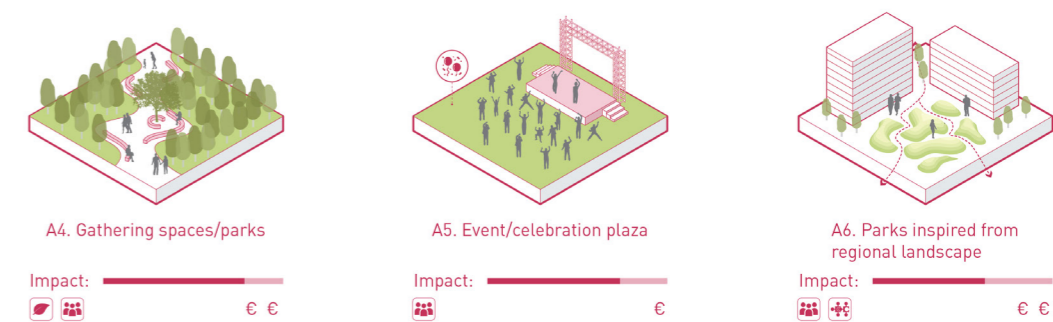 A4. Gathering spaces/parks
Impact:
€ €
A5. Event/celebration plaza
Impact:
€
A6. Parks inspired from
regional landscape
Impact:
€ €